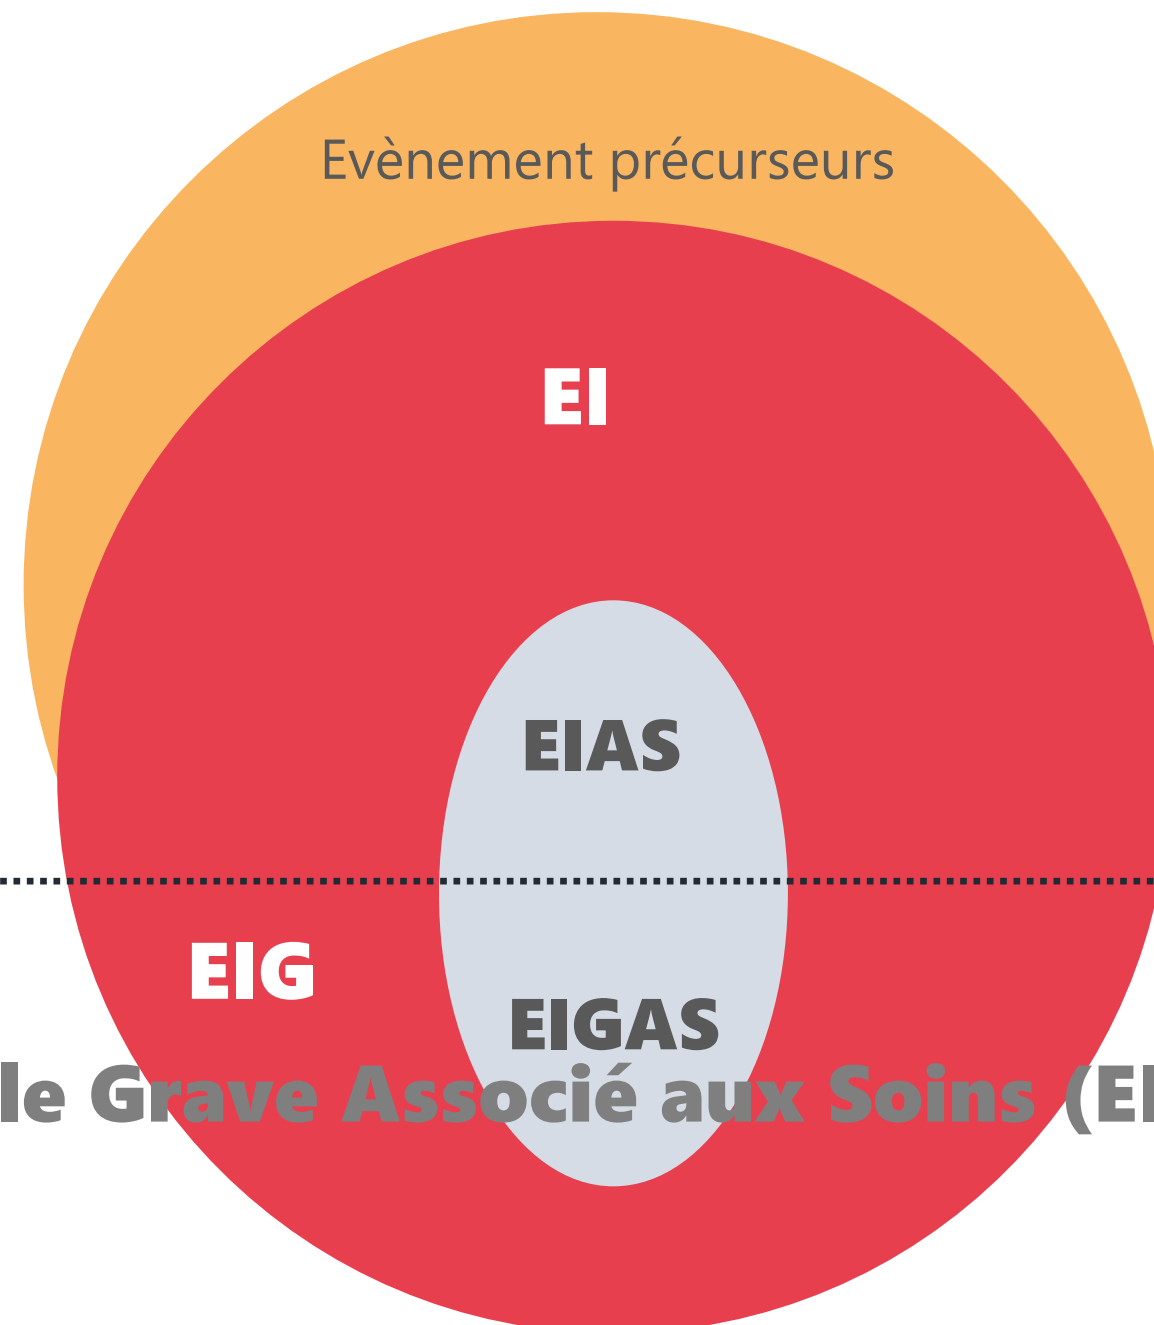 Evènement précurseurs
EI
EIAS
EIG
EIGAS
le Grave Associé aux Soins (EI